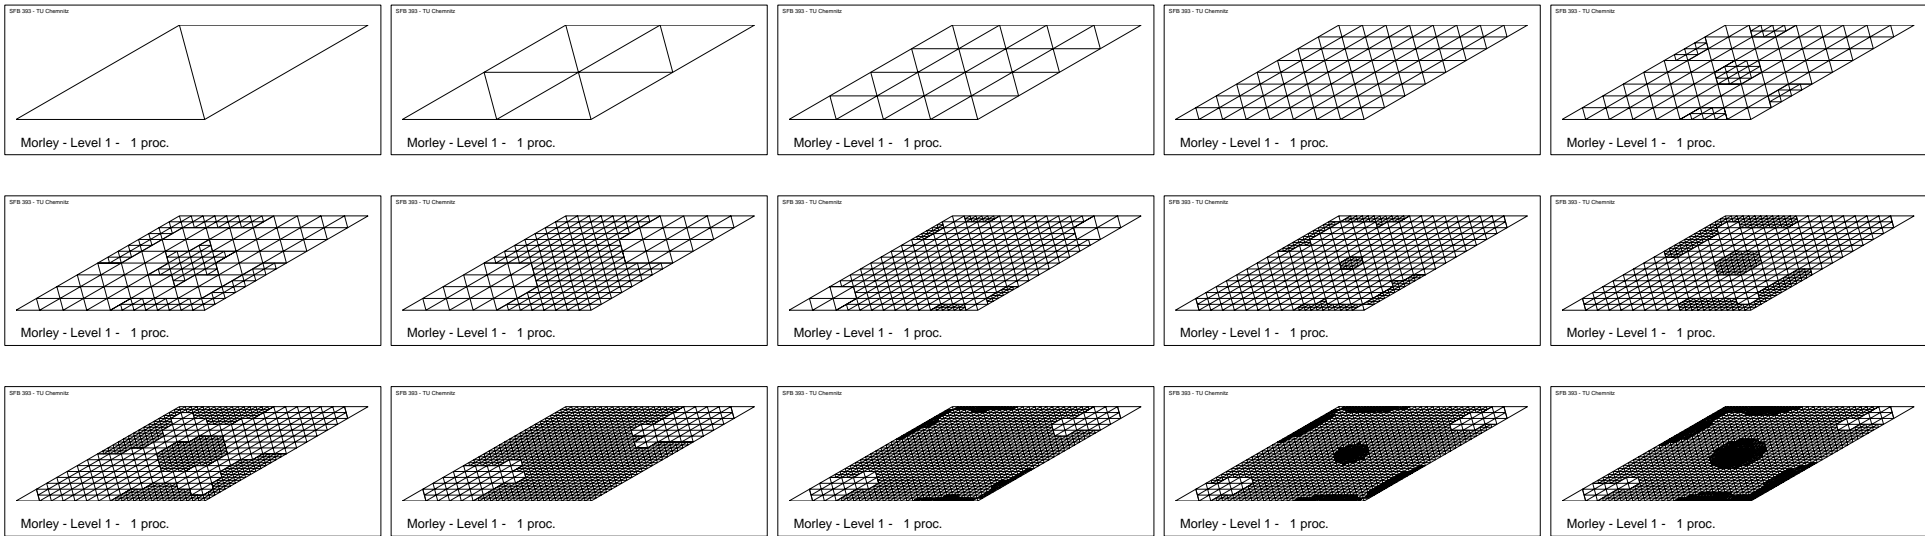 SFB 393 - TU Chemnitz
SFB 393 - TU Chemnitz
SFB 393 - TU Chemnitz
SFB 393 - TU Chemnitz
SFB 393 - TU Chemnitz
Morley - Level 1 - 1 proc.
Morley - Level 1 - 1 proc.
Morley - Level 1 - 1 proc.
Morley - Level 1 - 1 proc.
Morley - Level 1 - 1 proc.
SFB 393 - TU Chemnitz
SFB 393 - TU Chemnitz
SFB 393 - TU Chemnitz
SFB 393 - TU Chemnitz
SFB 393 - TU Chemnitz
Morley - Level 1 - 1 proc.
Morley - Level 1 - 1 proc.
Morley - Level 1 - 1 proc.
Morley - Level 1 - 1 proc.
Morley - Level 1 - 1 proc.
SFB 393 - TU Chemnitz
SFB 393 - TU Chemnitz
SFB 393 - TU Chemnitz
SFB 393 - TU Chemnitz
SFB 393 - TU Chemnitz
Morley - Level 1 - 1 proc.
Morley - Level 1 - 1 proc.
Morley - Level 1 - 1 proc.
Morley - Level 1 - 1 proc.
Morley - Level 1 - 1 proc.